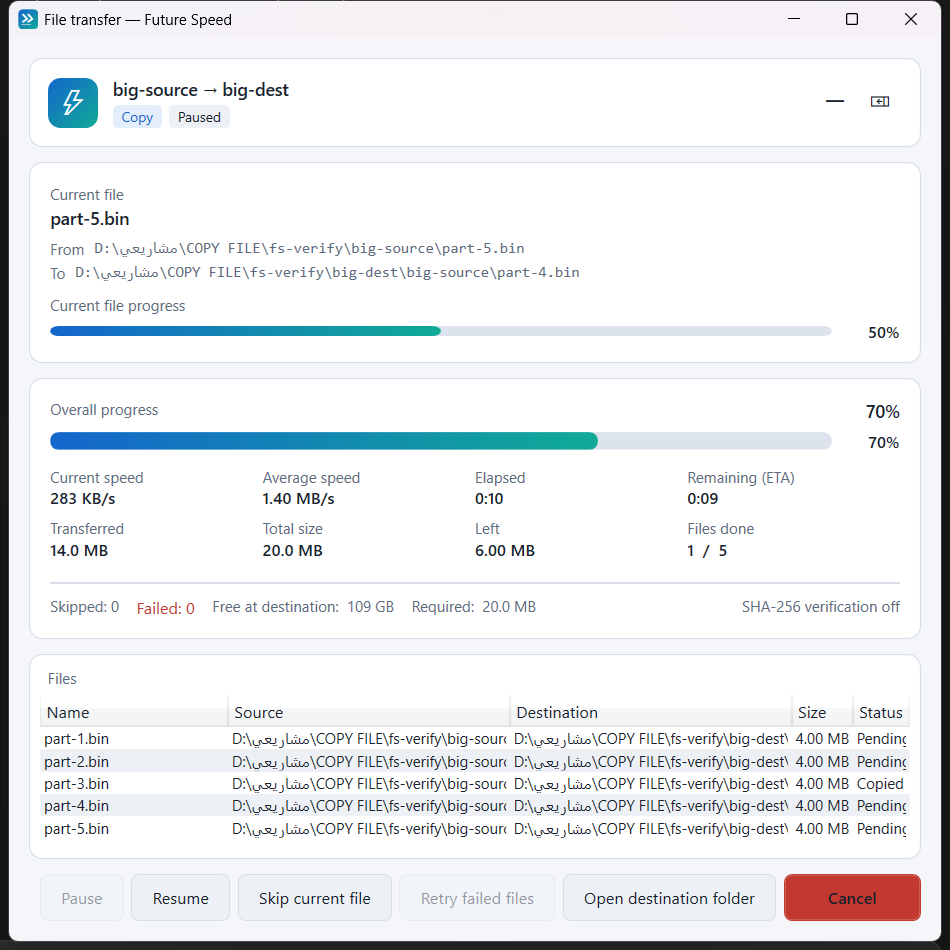 File transfer — Future Speed
big-source → big-dest
Copy Paused
Current file
part-5.bin
From D:\مشاريعي\COPY FILE\fs-verify\big-source\part-5.bin
To D:\مشاريعي\COPY FILE\fs-verify\big-dest\big-source\part-4.bin
Current file progress
50%
Overall progress 70%
70%
Current speed Average speed Elapsed Remaining (ETA)
283 KB/s 1.40 MB/s 0:10 0:09
Transferred Total size Left Files done
14.0 MB 20.0 MB 6.00 MB 1 / 5
Skipped: 0 Failed: 0 Free at destination: 109 GB Required: 20.0 MB SHA-256 verification off
Files
Name Source Destination Size Status
part-1.bin D:\مشاريعي\COPY FILE\fs-verify\big-sourc D:\مشاريعي\COPY FILE\fs-verify\big-dest\ 4.00 MB Pending
part-2.bin D:\مشاريعي\COPY FILE\fs-verify\big-sourc D:\مشاريعي\COPY FILE\fs-verify\big-dest\ 4.00 MB Pending
part-3.bin D:\مشاريعي\COPY FILE\fs-verify\big-sourc D:\مشاريعي\COPY FILE\fs-verify\big-dest\ 4.00 MB Copied
part-4.bin D:\مشاريعي\COPY FILE\fs-verify\big-sourc D:\مشاريعي\COPY FILE\fs-verify\big-dest\ 4.00 MB Pending
part-5.bin D:\مشاريعي\COPY FILE\fs-verify\big-sourc D:\مشاريعي\COPY FILE\fs-verify\big-dest\ 4.00 MB Pending
Pause Resume Skip current file Retry failed files Open destination folder Cancel